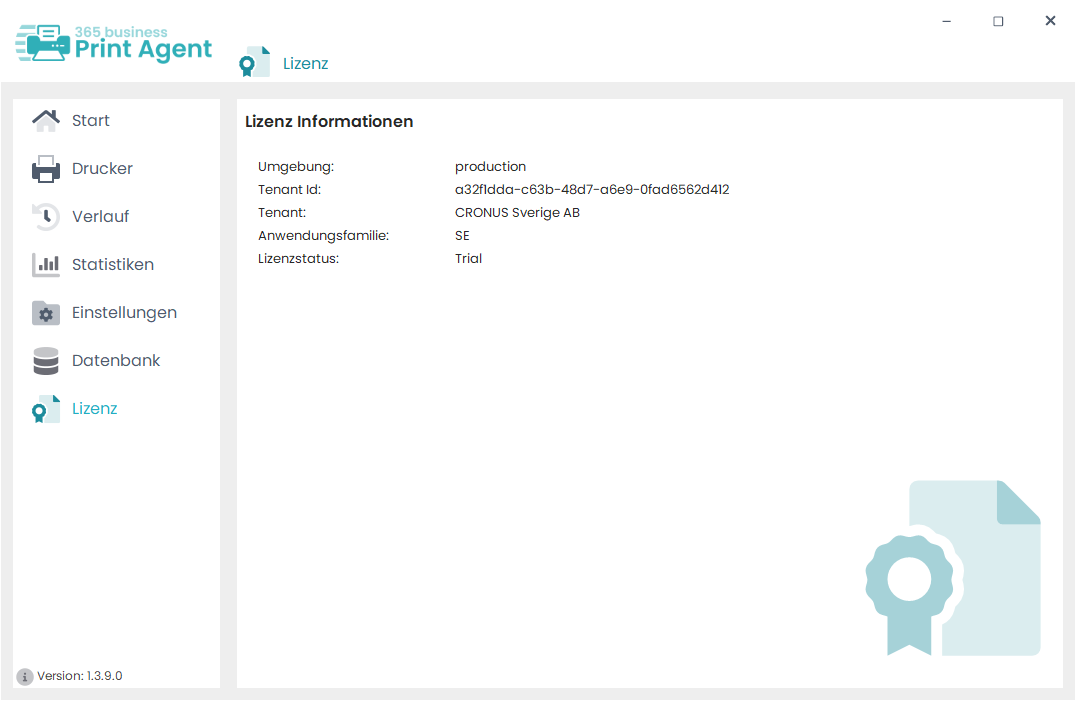 365 business
Print Agent
Lizenz
Start
Drucker
Verlauf
Statistiken
Einstellungen
Datenbank
Lizenz
Version: 1.3.9.0
Lizenz Informationen
Umgebung: production
Tenant Id: a32f1dda-c63b-48d7-a6e9-0fad6562d412
Tenant: CRONUS Sverige AB
Anwendungsfamilie: SE
Lizenzstatus: Trial